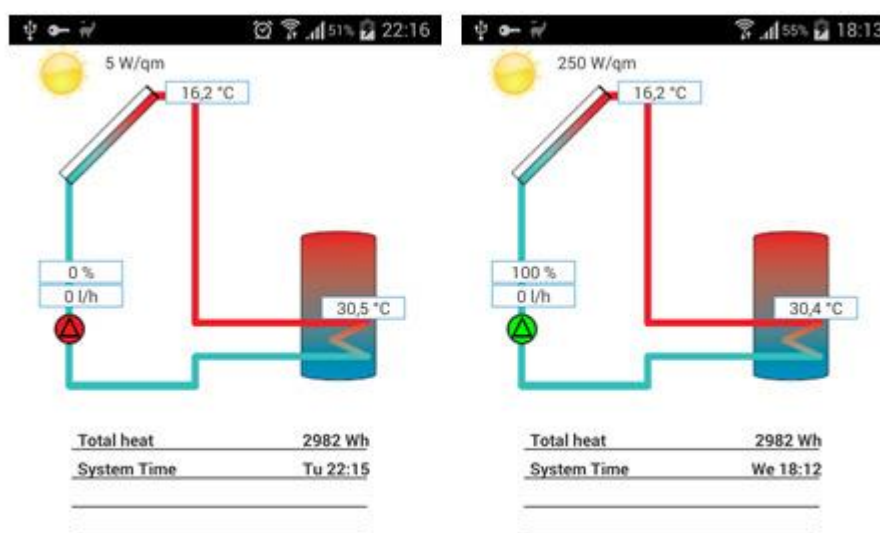 51% 22:16
5 W/qm
16,2 °C
0 %
0 l/h
30,5 °C
Total heat 2982 Wh
System Time Tu 22:15
55% 18:13
250 W/qm
16,2 °C
100 %
0 l/h
30,4 °C
Total heat 2982 Wh
System Time We 18:12